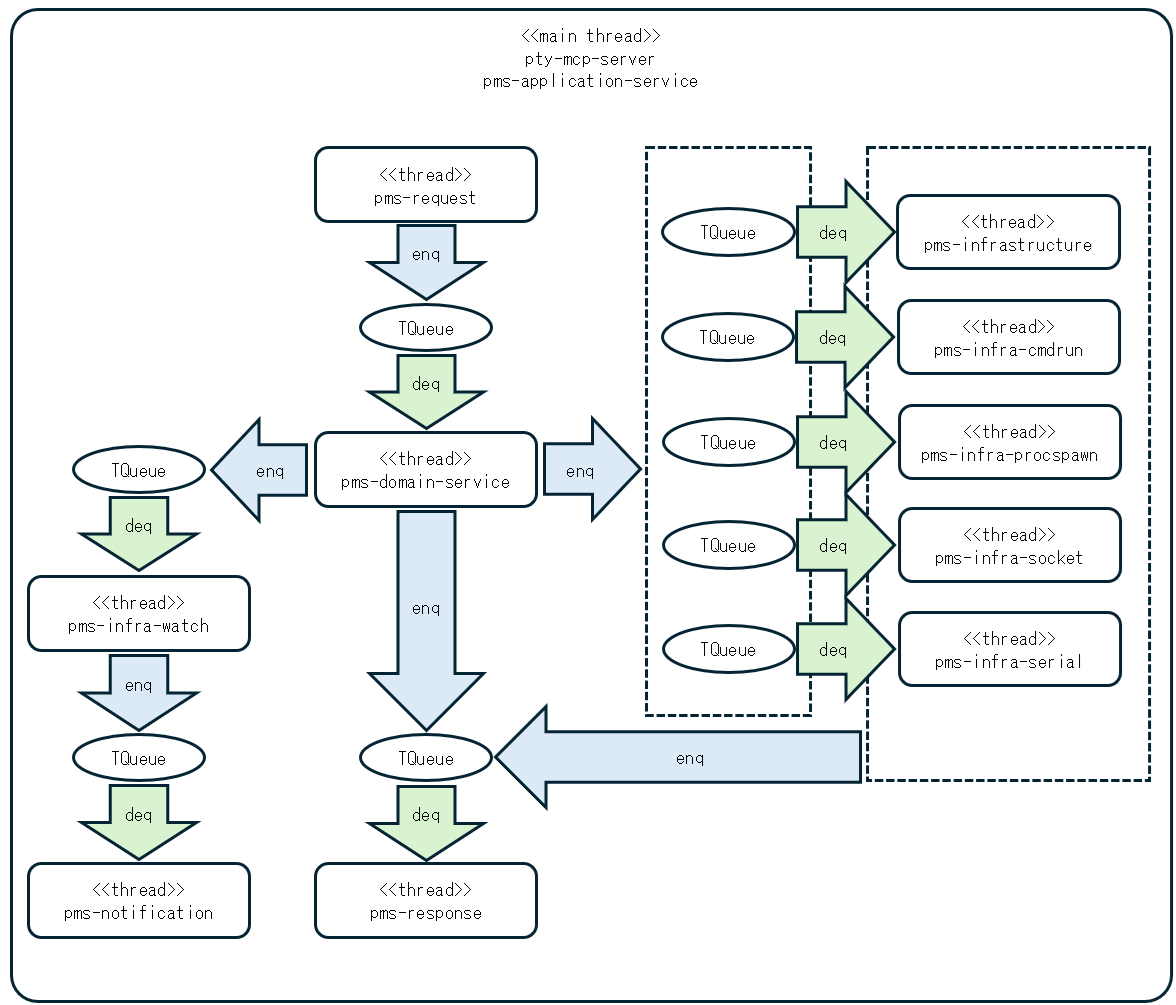 <<main thread>>
pty-mcp-server
pms-application-service
<<thread>>
pms-request
enq
TQueue
deq
<<thread>>
pms-domain-service
enq
TQueue
deq
<<thread>>
pms-infra-watch
enq
TQueue
deq
<<thread>>
pms-notification
enq
TQueue
deq
<<thread>>
pms-response
enq
TQueue
deq
<<thread>>
pms-infrastructure
TQueue
deq
<<thread>>
pms-infra-cmdrun
TQueue
deq
<<thread>>
pms-infra-procspawn
TQueue
deq
<<thread>>
pms-infra-socket
TQueue
deq
<<thread>>
pms-infra-serial
enq